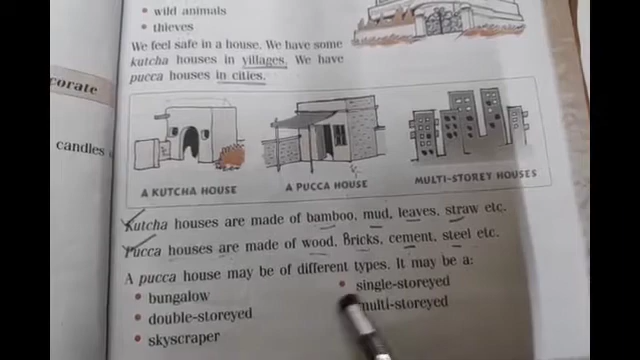 • wild animals
• thieves
We feel safe in a house. We have some
kutcha houses in villages. We have
pucca houses in cities.
corate
candles
A KUTCHA HOUSE
A PUCCA HOUSE
MULTI-STOREY HOUSES
Kutcha houses are made of bamboo, mud, leaves, straw etc.
Pucca houses are made of wood, Bricks, cement, steel etc.
A pucca house may be of different types. It may be a:
• bungalow
• single-storeyed
• double-storeyed
multi-storeyed
• skyscraper